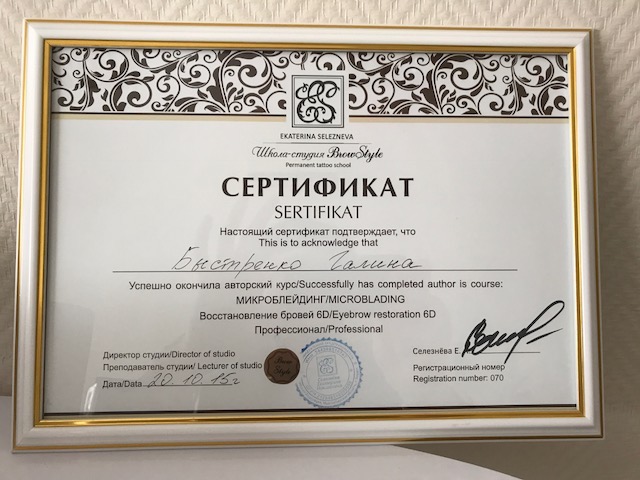 EKATERINA SELEZNEVA
Школа-студия BrowStyle
Permanent tattoo school
СЕРТИФИКАТ
SERTIFIKAT
Настоящий сертификат подтверждает, что
This is to acknowledge that
Быстренко Галина
Успешно окончила авторский курс/Successfully has completed author is course:
МИКРОБЛЕЙДИНГ/MICROBLADING
Восстановление бровей 6D/Eyebrow restoration 6D
Профессионал/Professional
Директор студии/Director of studio
Преподаватель студии/ Lecturer of studio
Дата/Data 20.10.15г
Brow Style
Селезнёва Е.
Регистрационный номер
Registration number: 070